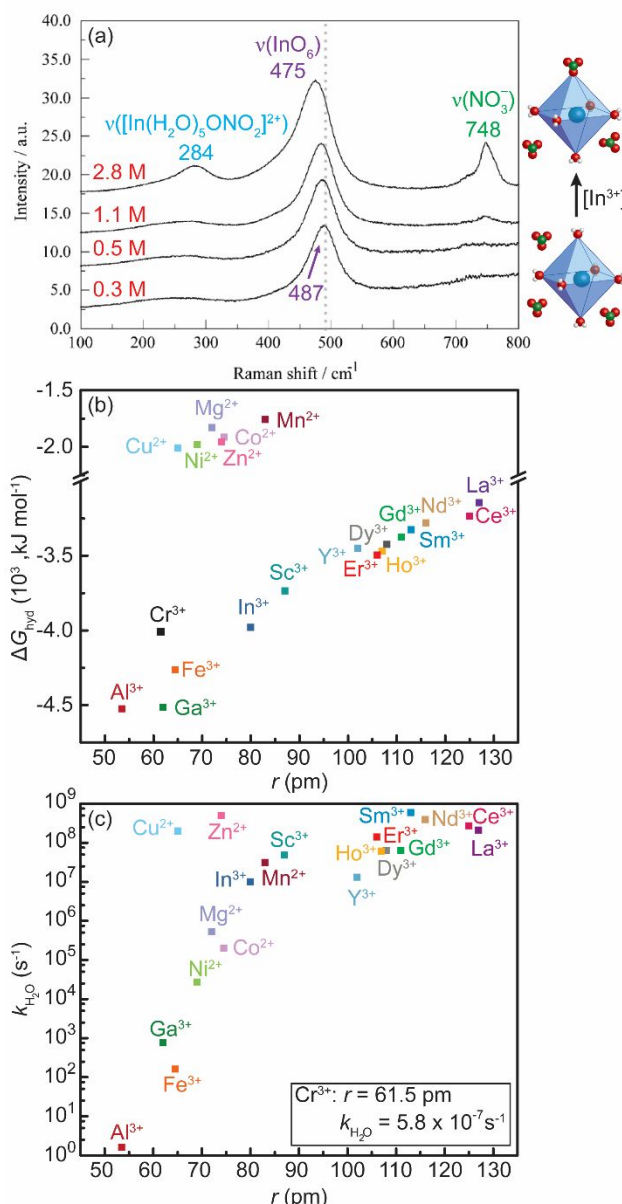 (a)
ν(InO₆)
475
ν([In(H₂O)₅ONO₂]²⁺)
284
ν(NO₃⁻)
748
2.8 M
1.1 M
0.5 M
0.3 M
487
[In³⁺]
Intensity / a.u.
40.0
35.0
30.0
25.0
20.0
15.0
10.0
5.0
0.0
100 200 300 400 500 600 700 800
Raman shift / cm⁻¹
(b)
Mg²⁺
Mn²⁺
Cu²⁺
Co²⁺
Ni²⁺
Zn²⁺
La³⁺
Nd³⁺
Gd³⁺
Ce³⁺
Dy³⁺
Sm³⁺
Y³⁺
Er³⁺
Ho³⁺
Sc³⁺
In³⁺
Cr³⁺
Fe³⁺
Al³⁺
Ga³⁺
ΔG_hyd (10³ ,kJ mol⁻¹)
-1.5
-2.0
-3.5
-4.0
-4.5
50 60 70 80 90 100 110 120 130
r (pm)
(c)
Cu²⁺
Zn²⁺
Sm³⁺
Nd³⁺
Ce³⁺
Sc³⁺
Er³⁺
Ho³⁺
Gd³⁺
La³⁺
Dy³⁺
In³⁺
Mn²⁺
Y³⁺
Mg²⁺
Co²⁺
Ni²⁺
Ga³⁺
Fe³⁺
Al³⁺
Cr³⁺: r = 61.5 pm
k_H₂O = 5.8 x 10⁻⁷s⁻¹
k_H₂O (s⁻¹)
10⁹
10⁸
10⁷
10⁶
10⁵
10⁴
10³
10²
10¹
10⁰
50 60 70 80 90 100 110 120 130
r (pm)